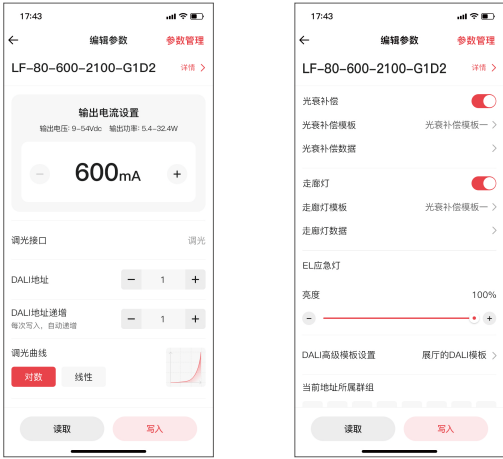 17:43
编辑参数
参数管理
LF-80-600-2100-G1D2
详情
输出电流设置
输出电压: 9-54Vdc 输出功率: 5.4-32.4W
600mA
调光接口
调光
DALI地址
1
DALI地址递增
每次写入，自动递增
1
调光曲线
对数
线性
读取
写入
17:43
编辑参数
参数管理
LF-80-600-2100-G1D2
详情
光衰补偿
光衰补偿模板
光衰补偿模板一
光衰补偿数据
走廊灯
走廊灯模板
光衰补偿模板一
走廊灯数据
EL应急灯
亮度
100%
DALI高级模板设置
展厅的DALI模板
当前地址所属群组
读取
写入